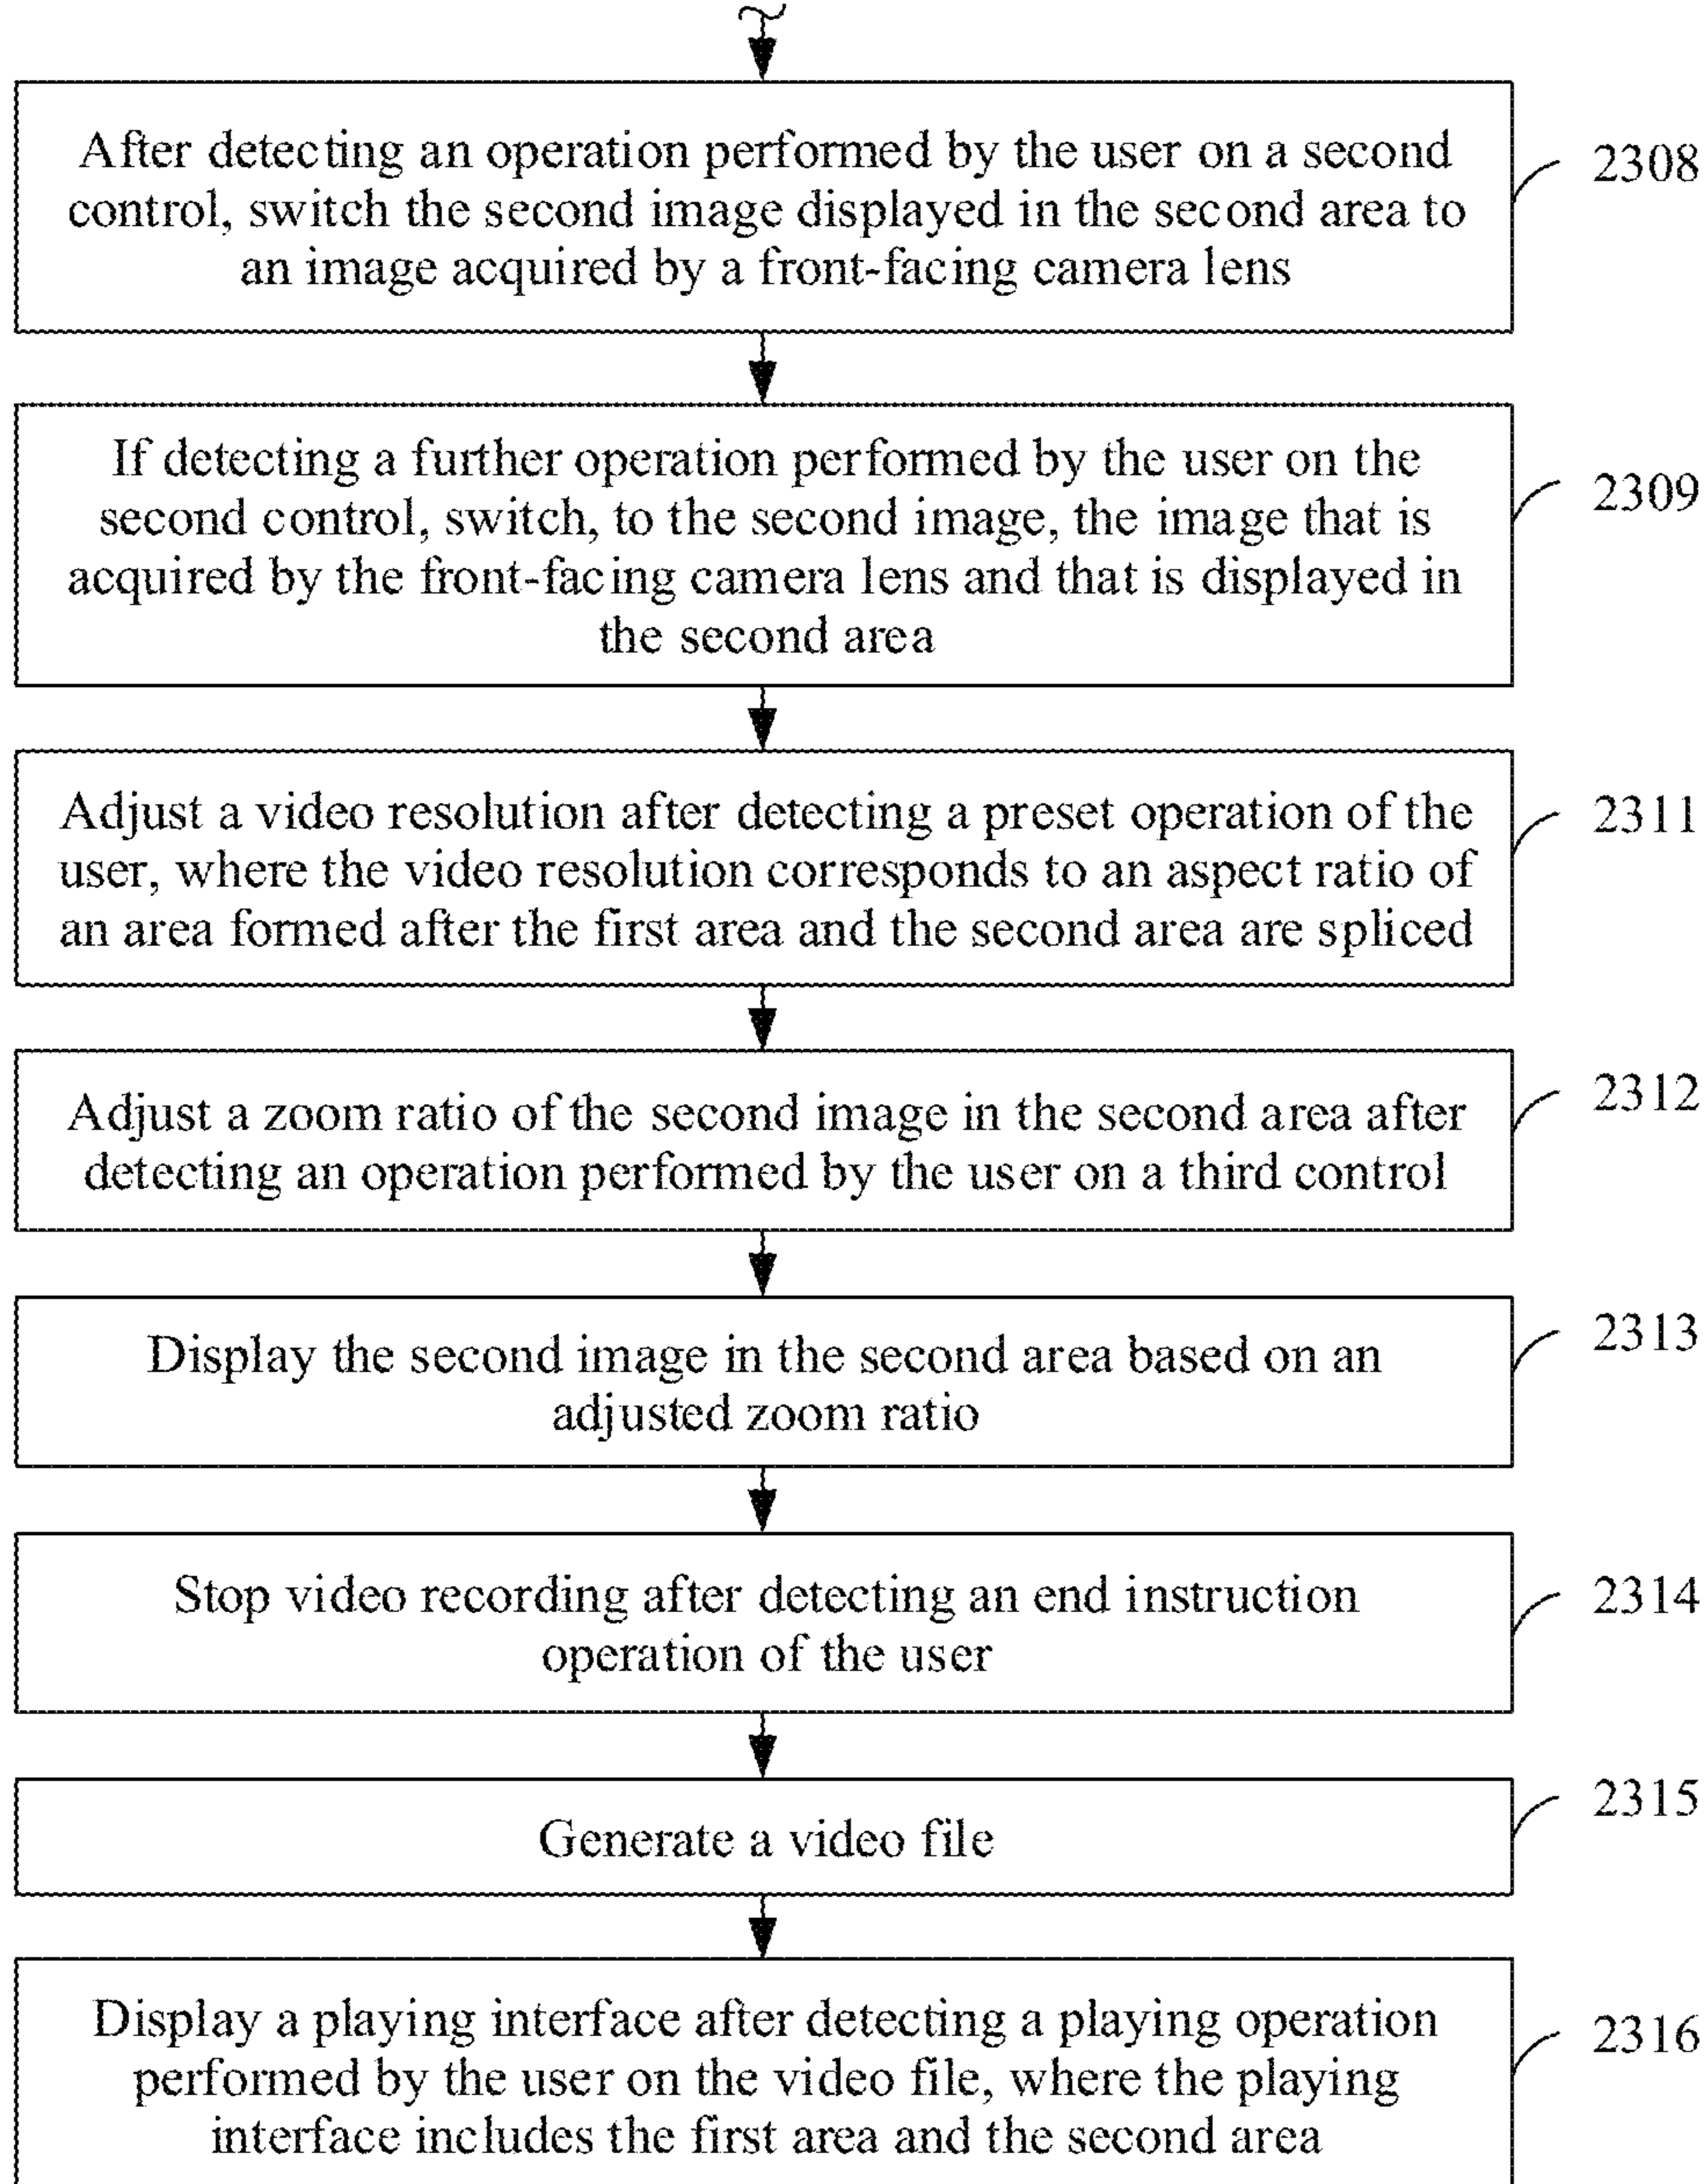 After detecting an operation performed by the user on a second
control, switch the second image displayed in the second area to
an image acquired by a front-facing camera lens
2308
If detecting a further operation performed by the user on the
second control, switch, to the second image, the image that is
acquired by the front-facing camera lens and that is displayed in
the second area
2309
Adjust a video resolution after detecting a preset operation of the
user, where the video resolution corresponds to an aspect ratio of
an area formed after the first area and the second area are spliced
2311
Adjust a zoom ratio of the second image in the second area after
detecting an operation performed by the user on a third control
2312
Display the second image in the second area based on an
adjusted zoom ratio
2313
Stop video recording after detecting an end instruction
operation of the user
2314
Generate a video file
2315
Display a playing interface after detecting a playing operation
performed by the user on the video file, where the playing
interface includes the first area and the second area
2316